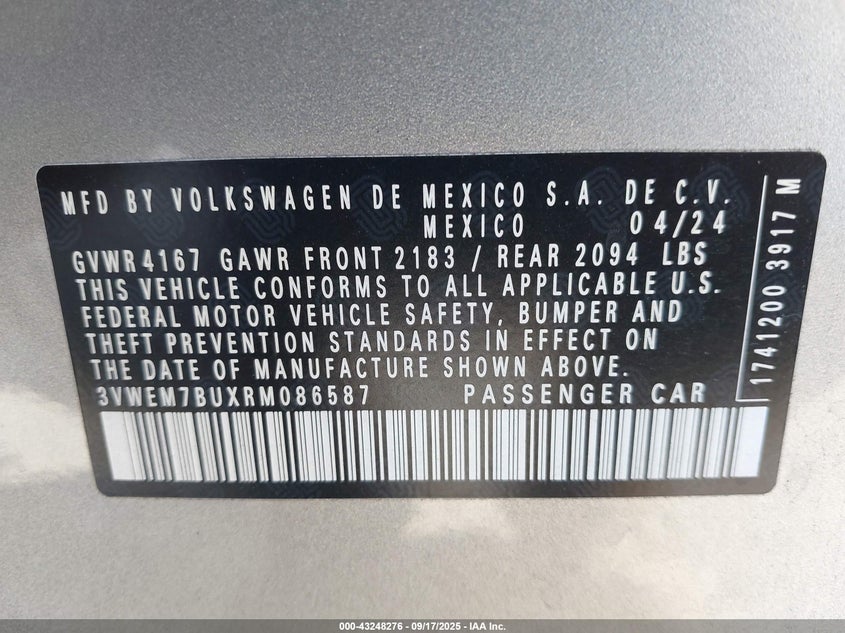 MFD BY VOLKSWAGEN DE MEXICO S.A. DE C.V.
MEXICO 04/24
GVWR 4167 GAWR FRONT 2183 / REAR 2094 LBS
THIS VEHICLE CONFORMS TO ALL APPLICABLE U.S.
FEDERAL MOTOR VEHICLE SAFETY, BUMPER AND
THEFT PREVENTION STANDARDS IN EFFECT ON
THE DATE OF MANUFACTURE SHOWN ABOVE.
3VWEM7BUXRM086587 PASSENGER CAR
1741200 3917 M
000-43248276 - 09/17/2025 - IAA Inc.